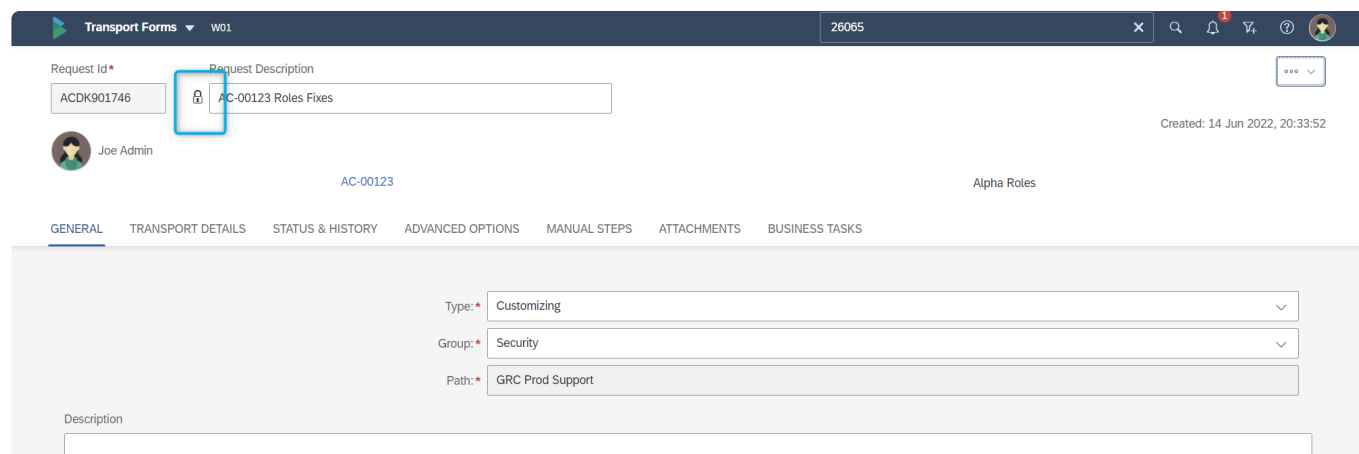 Transport Forms W01 26065 1
Request Id* Request Description
ACDK901746 AC-00123 Roles Fixes
Created: 14 Jun 2022, 20:33:52
Joe Admin
AC-00123 Alpha Roles
GENERAL TRANSPORT DETAILS STATUS & HISTORY ADVANCED OPTIONS MANUAL STEPS ATTACHMENTS BUSINESS TASKS
Type:* Customizing
Group:* Security
Path:* GRC Prod Support
Description